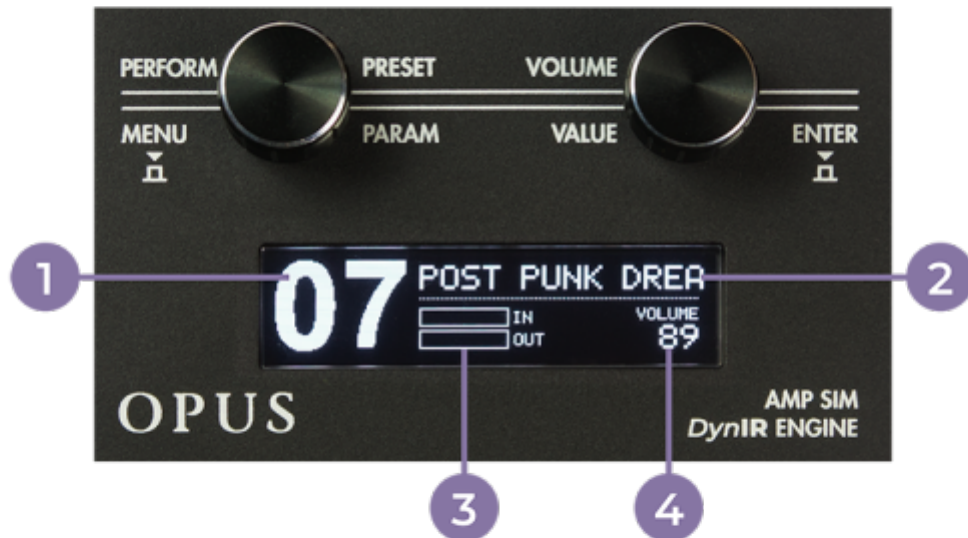 PERFORM PRESET VOLUME
MENU PARAM VALUE ENTER
1 07 POST PUNK DREA 2
IN VOLUME
OUT 89
OPUS AMP SIM
DynIR ENGINE
3 4